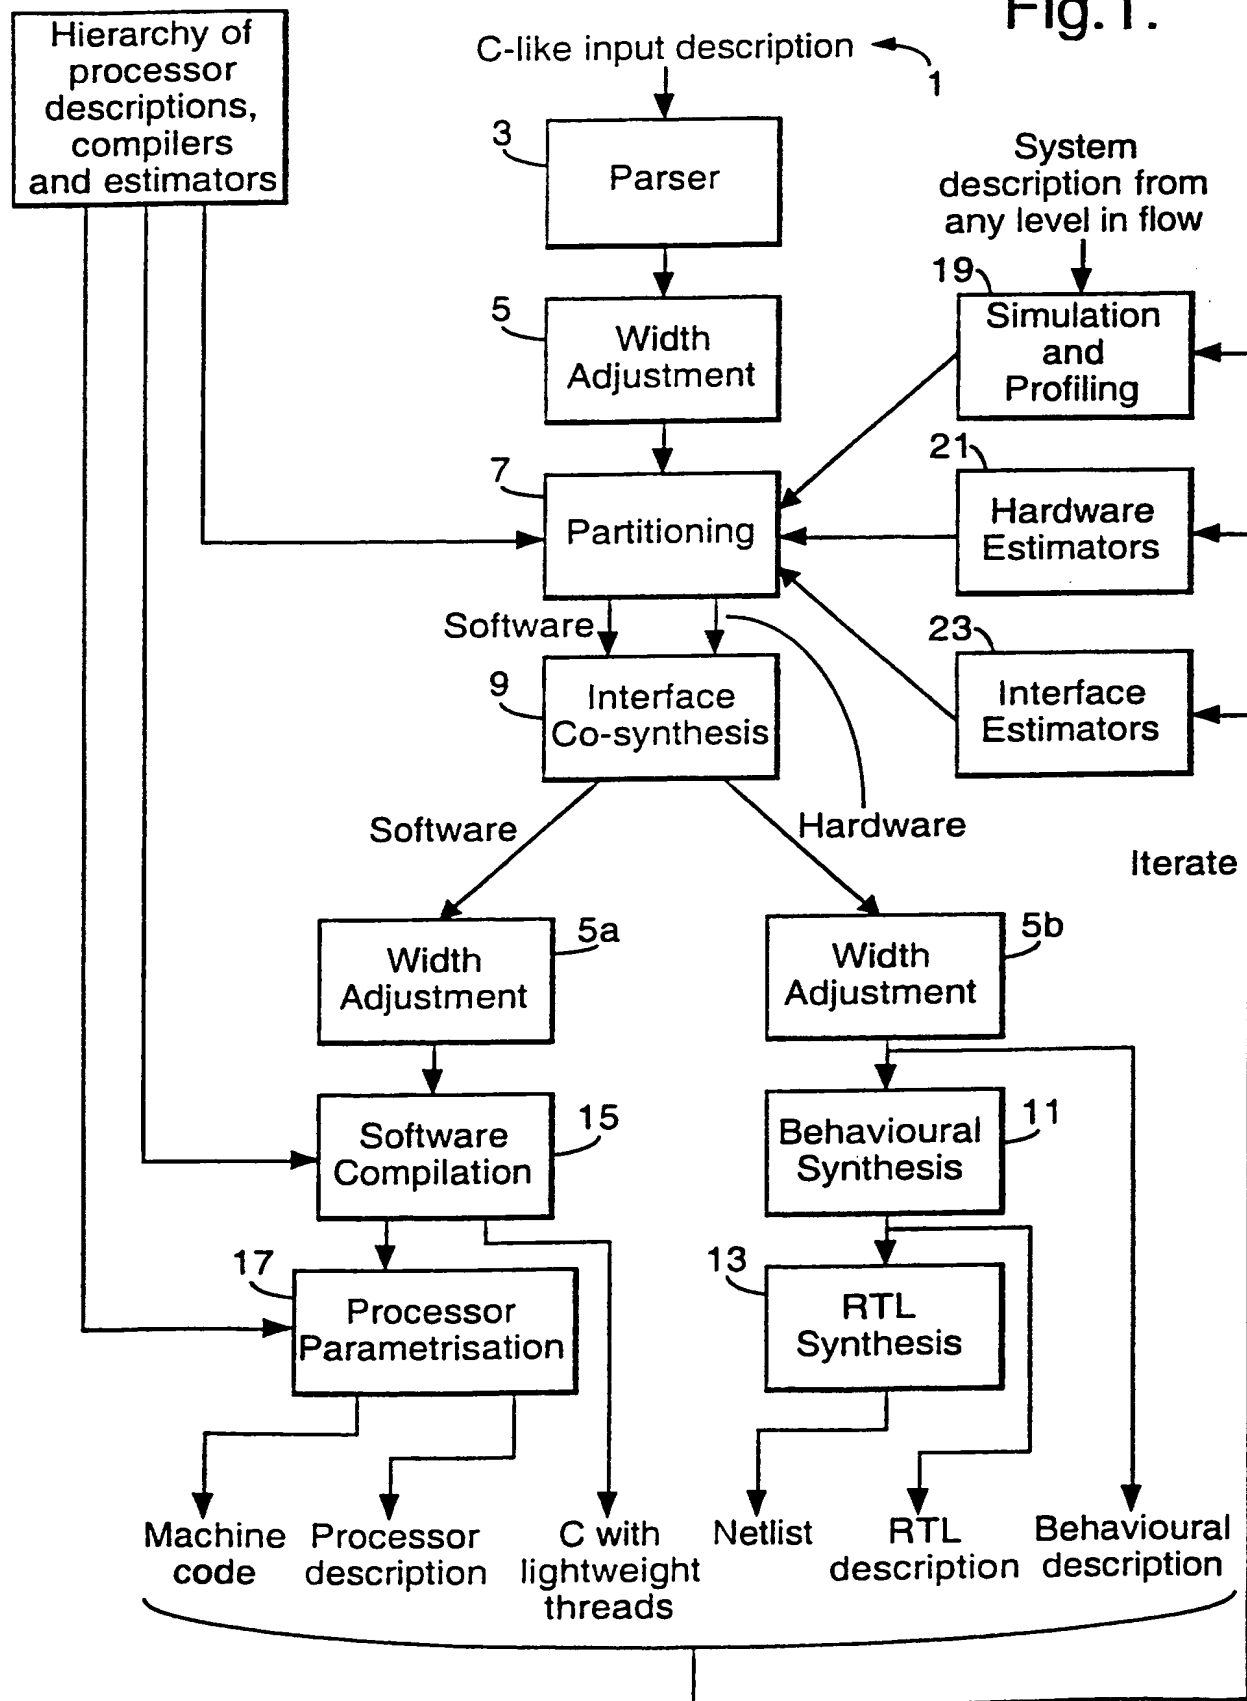 Fig.1.
Hierarchy of
processor
descriptions,
compilers
and estimators
C-like input description
1
3
Parser
System
description from
any level in flow
19
Simulation
and
Profiling
5
Width
Adjustment
7
Partitioning
21
Hardware
Estimators
Software
23
Interface
Estimators
9
Interface
Co-synthesis
Software
Hardware
Iterate
5a
Width
Adjustment
5b
Width
Adjustment
15
Software
Compilation
11
Behavioural
Synthesis
17
Processor
Parametrisation
13
RTL
Synthesis
Machine
code
Processor
description
C with
lightweight
threads
Netlist
RTL
description
Behavioural
description